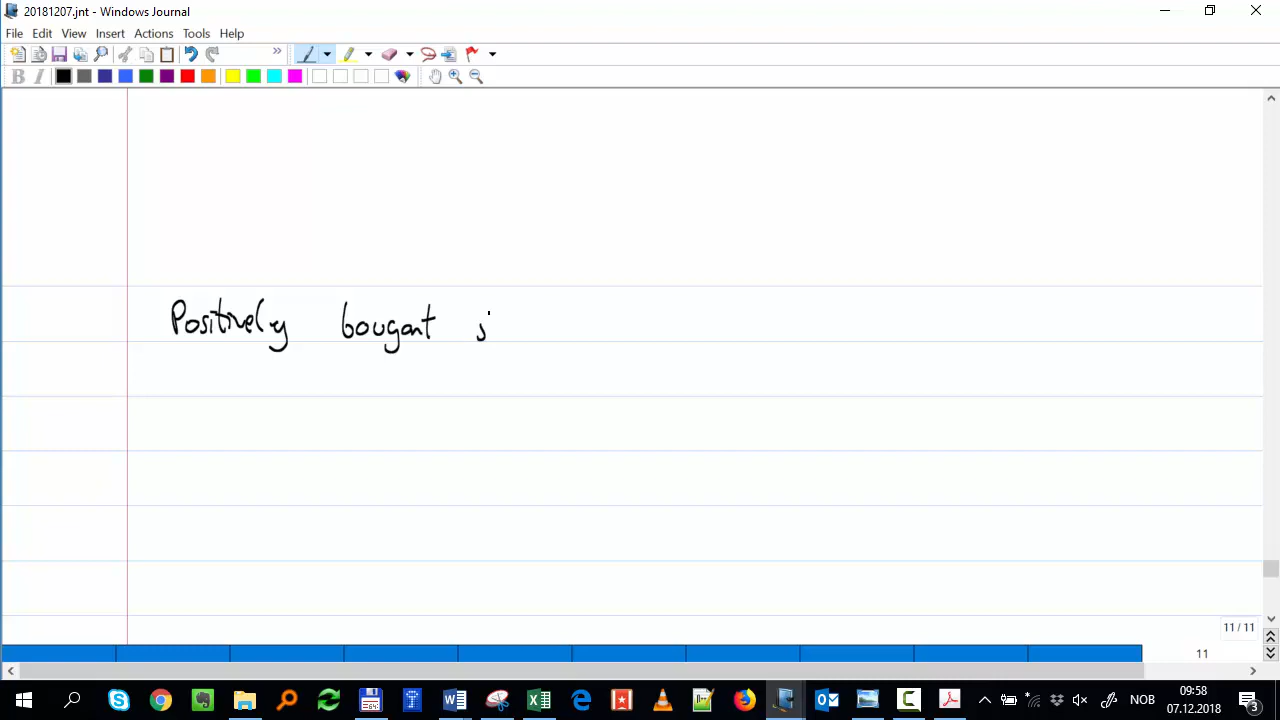 20181207.jnt - Windows Journal
File Edit View Insert Actions Tools Help
B I
Positively bougant j
11 / 11
11
NOB
09:58
07.12.2018
3